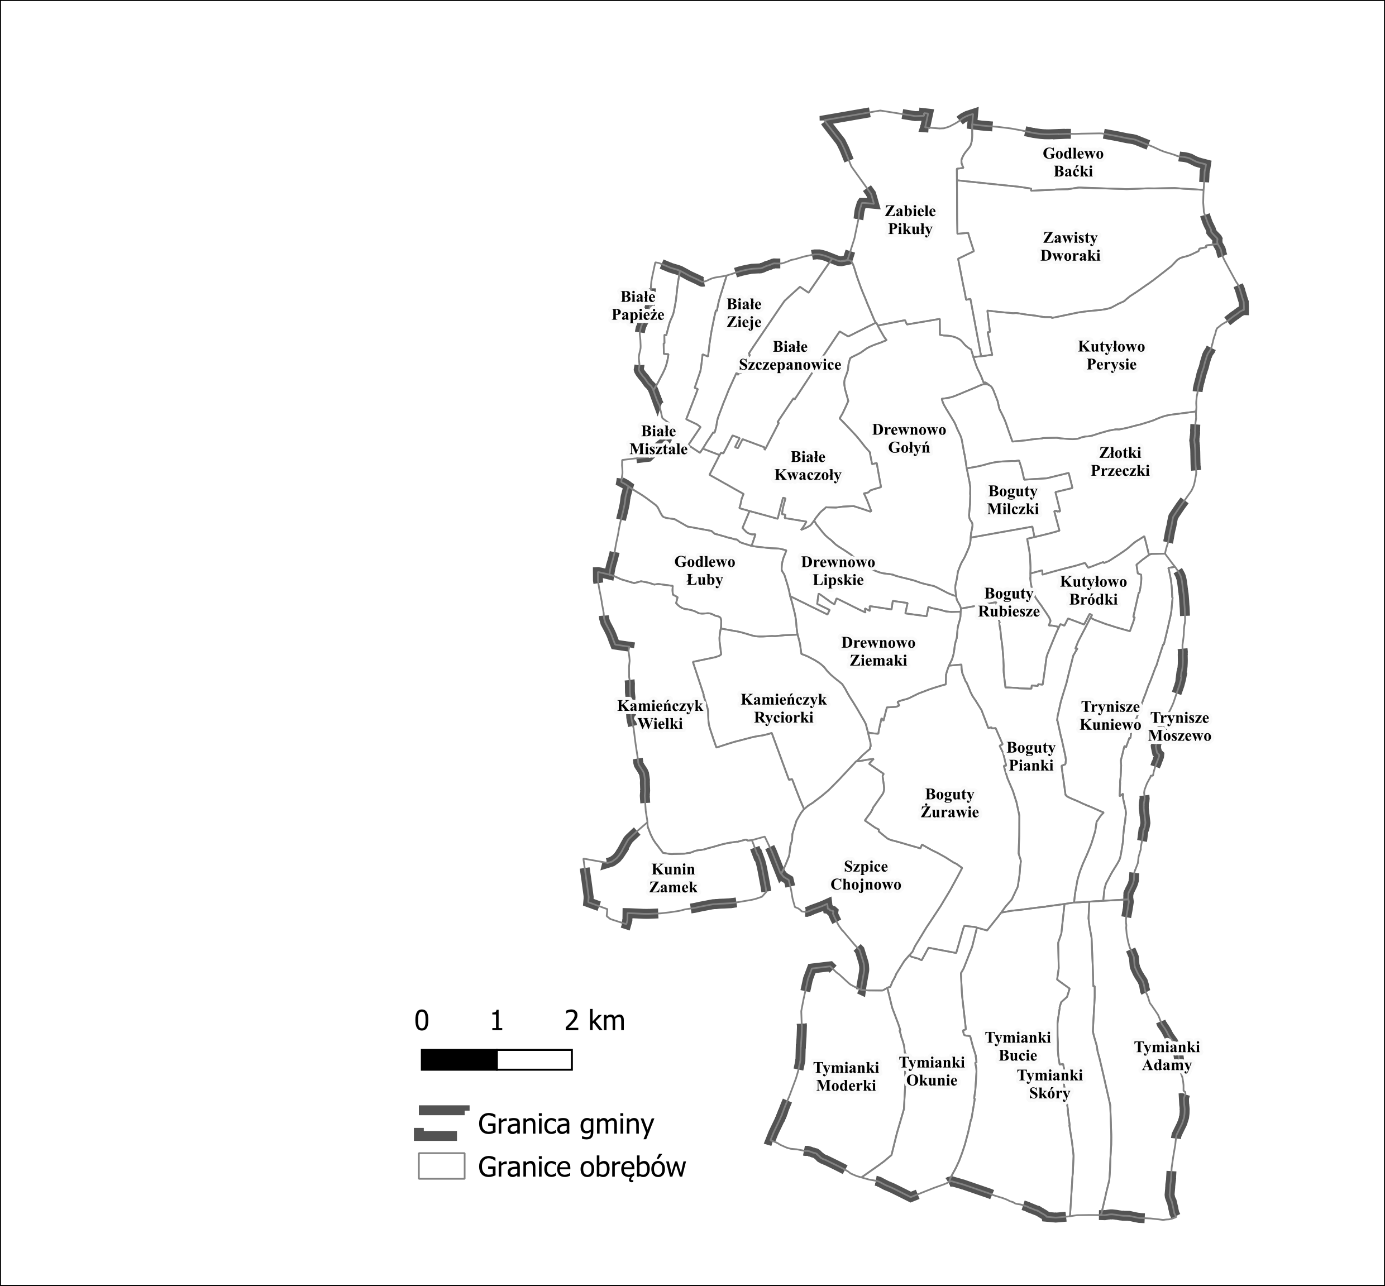 Godlewo
Baćki
Zabiele
Pikuły
Zawisty
Dworaki
Białe
Papieże
Białe
Zieje
Białe
Szczepanowice
Kutyłowo
Perysie
Białe
Misztale
Drewnowo
Gołyń
Białe
Kwaczoły
Złotki
Przeczki
Boguty
Milczki
Godlewo
Łuby
Drewnowo
Lipskie
Boguty
Rubiesze
Kutyłowo
Bródki
Drewnowo
Ziemaki
Kamieńczyk
Wielki
Kamieńczyk
Ryciorki
Trynisze
Kuniewo
Trynisze
Moszewo
Boguty
Pianki
Boguty
Żurawie
Kunin
Zamek
Szpice
Chojnowo
Tymianki
Moderki
Tymianki
Okunie
Tymianki
Bucie
Tymianki
Skóry
Tymianki
Adamy
0 1 2 km
Granica gminy
Granice obrębów